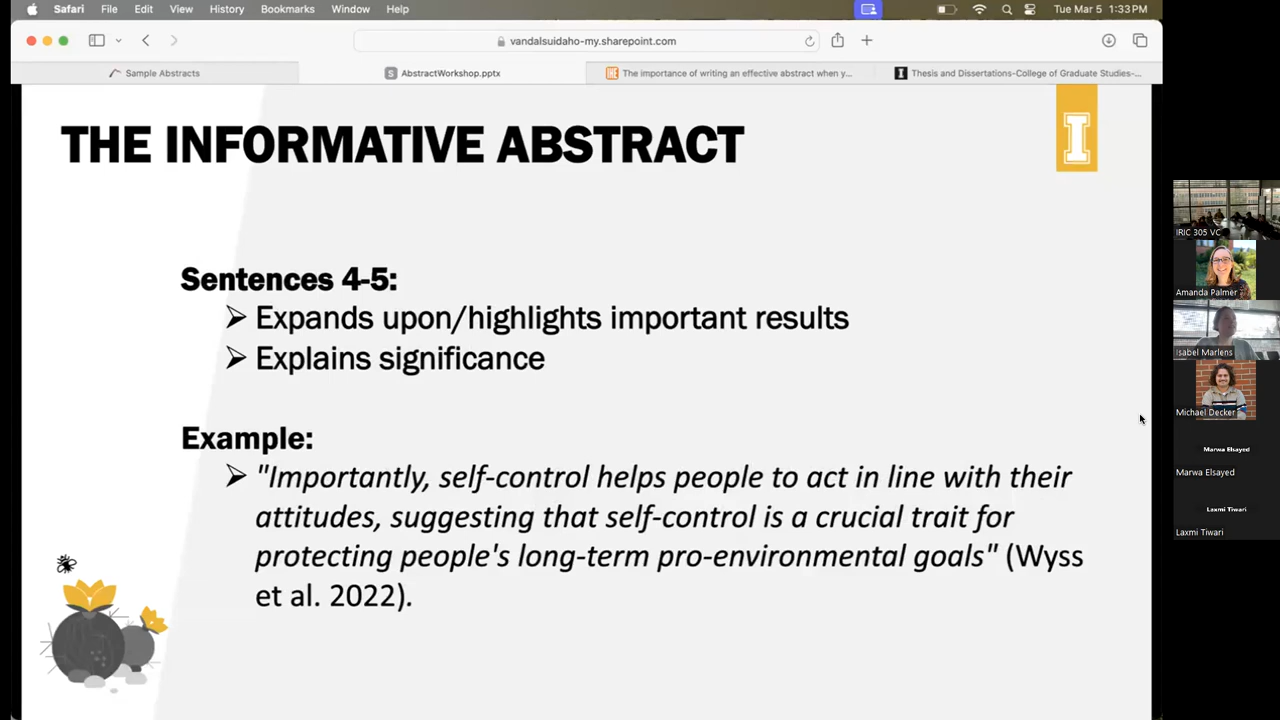 Safari File Edit View History Bookmarks Window Help Tue Mar 5 1:33 PM
vandalsuidaho-my.sharepoint.com
Sample Abstracts
S AbstractWorkshop.pptx
THE The importance of writing an effective abstract when y...
I Thesis and Dissertations-College of Graduate Studies-...
THE INFORMATIVE ABSTRACT
I
Sentences 4-5:
Expands upon/highlights important results
Explains significance
Example:
"Importantly, self-control helps people to act in line with their
attitudes, suggesting that self-control is a crucial trait for
protecting people's long-term pro-environmental goals" (Wyss
et al. 2022).
IRIC 305 VC
Amanda Palmer
Isabel Marlens
Michael Decker
Marwa Elsayed
Marwa Elsayed
Laxmi Tiwari
Laxmi Tiwari